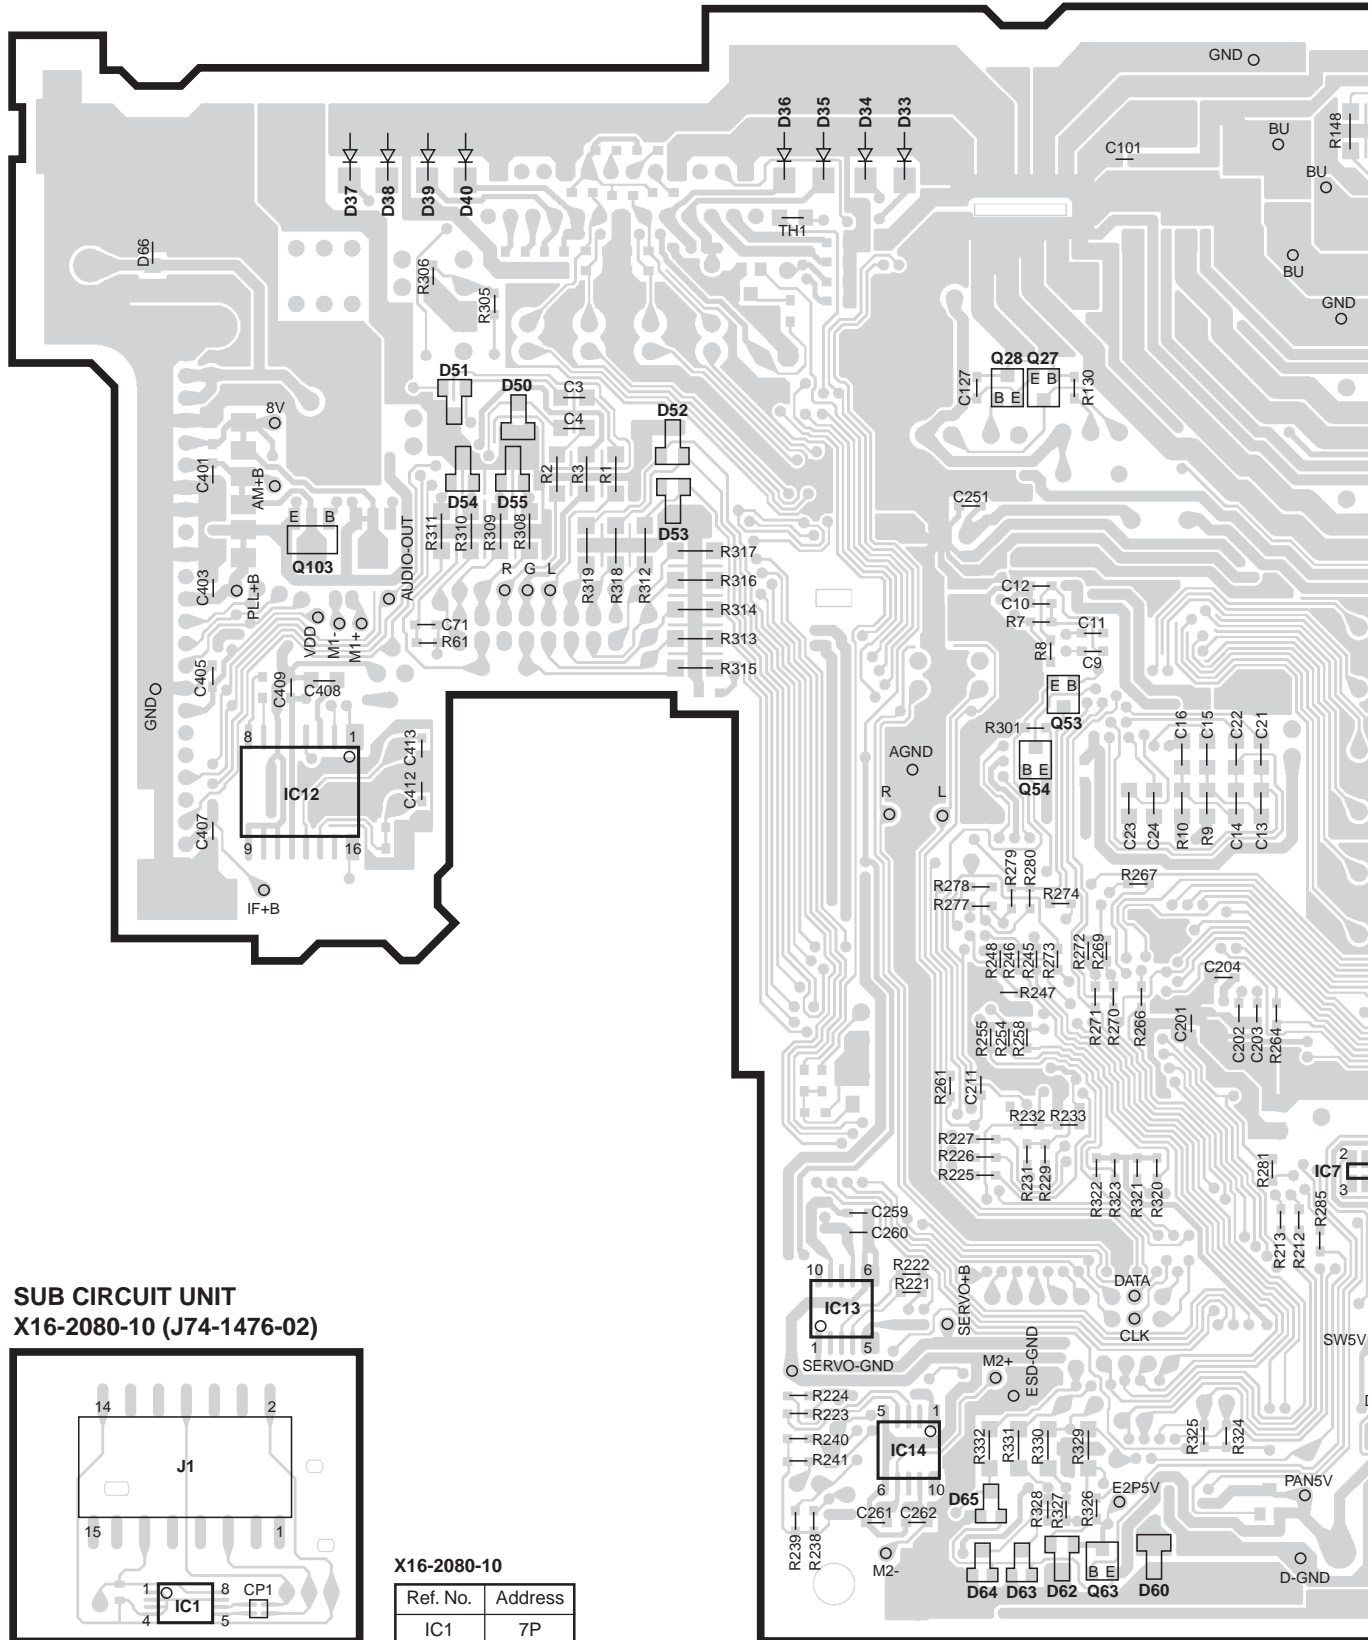 GND
D36
D35
D34
D33
BU
R148
C101
BU
D37
D38
D39
D40
TH1
D66
R306
R305
BU
GND
Q28 Q27
D51
D50
C3
C127
E B
B E
R130
8V
C4
D52
C401
AM+B
R2
R3
R1
D54
D55
C251
E B
AUDIO-OUT
R311
R310
R309
R308
D53
Q103
R317
R G L
R319
R318
R312
R316
C403
PLL+B
C12
C10
R314
VDD
M1-
M1+
C71
R7
C11
R61
R313
R8
C9
C405
C409
C408
R315
GND
E B
Q53
8
1
C413
R301
C16
C15
C22
C21
AGND
IC12
C412
R
L
B E
Q54
C407
C23
C24
R10
R9
C14
C13
9
16
R279
R280
R278
R267
IF+B
R277
R274
R248
R246
R245
R273
R272
R269
C204
R247
R271
R270
R266
C201
C202
C203
R264
R255
R254
R258
R261
C211
R232
R233
R227
R226
R225
R231
R229
R322
R323
R321
R320
R281
2
IC7
3
C259
R213
R212
R285
C260
10
6
R222
R221
SERVO+B
DATA
IC13
CLK
1
5
SW5V
SERVO-GND
M2+
ESD-GND
R224
R223
5
1
R240
R241
IC14
R332
R331
R330
R329
R325
R324
6
10
D65
E2P5V
PAN5V
R239
R238
C261
C262
R328
R327
R326
M2-
B E
D-GND
D64
D63
D62
Q63
D60
SUB CIRCUIT UNIT
X16-2080-10 (J74-1476-02)
14
2
J1
15
1
1
8
CP1
IC1
4
5
X16-2080-10
Ref. No. Address
IC1 7P